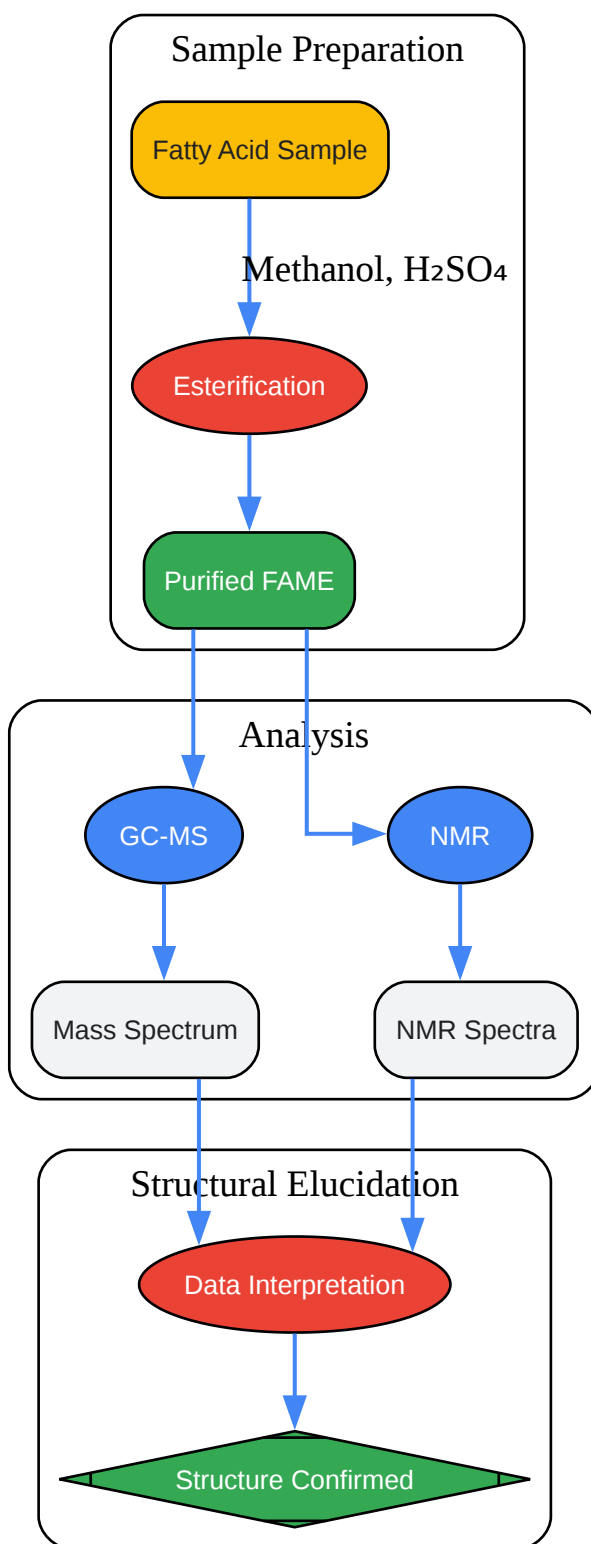 Sample Preparation
Fatty Acid Sample
Methanol, H₂SO₄
Esterification
Purified FAME
Analysis
GC-MS
NMR
Mass Spectrum
NMR Spectra
Structural Elucidation
Data Interpretation
Structure Confirmed